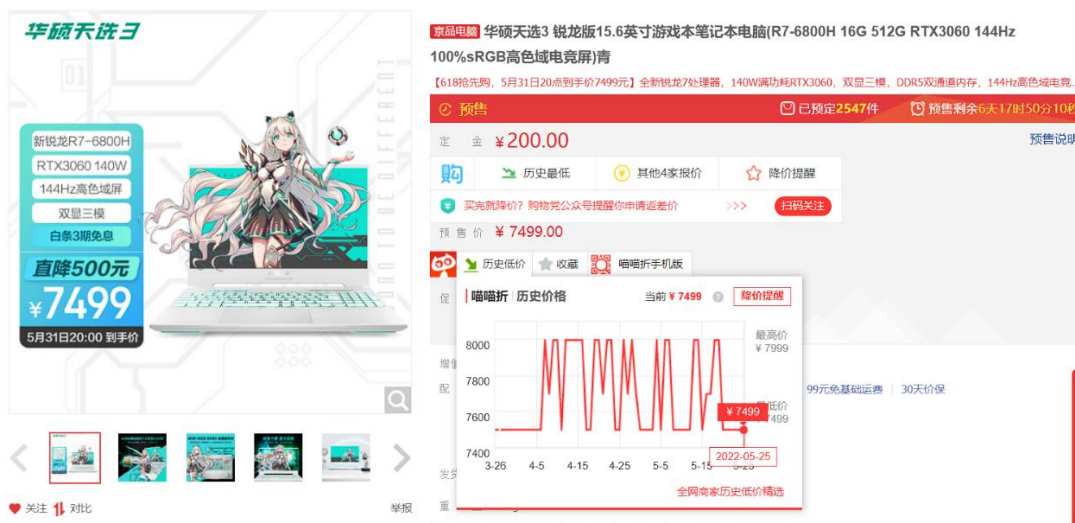 华硕天选3
01
新锐龙R7-6800H
RTX3060 140W
144Hz高色域屏
双显三模
白条3期免息
直降500元
¥7499
5月31日20:00 到手价
关注 对比
举报
京品电脑 华硕天选3 锐龙版15.6英寸游戏本笔记本电脑(R7-6800H 16G 512G RTX3060 144Hz
100%sRGB高色域电竞屏)青
【618抢先购，5月31日20点到手价7499元】全新锐龙7处理器，140W满功耗RTX3060，双显三模，DDR5双通道内存，144Hz高色域电竞...
预售 已预定2547件 预售剩余6天17时50分10秒
定 金 ¥200.00 预售说明
购 历史最低 其他4家报价 降价提醒
买完就降价？购物党公众号提醒你申请返差价 >>> 扫码关注
预 售 价 ¥ 7499.00
历史低价 收藏 喵喵折手机版
促
喵喵折 历史价格 当前 ¥ 7499 ? 降价提醒
8000
7800
7600
7400
3-26 4-5 4-15 4-25 5-5 5-15 5-25
最高价
¥ 7999
最低价
¥ 7499
2022-05-25
全网商家历史低价精选
增值
配
99元免基础运费 30天价保
发货
重